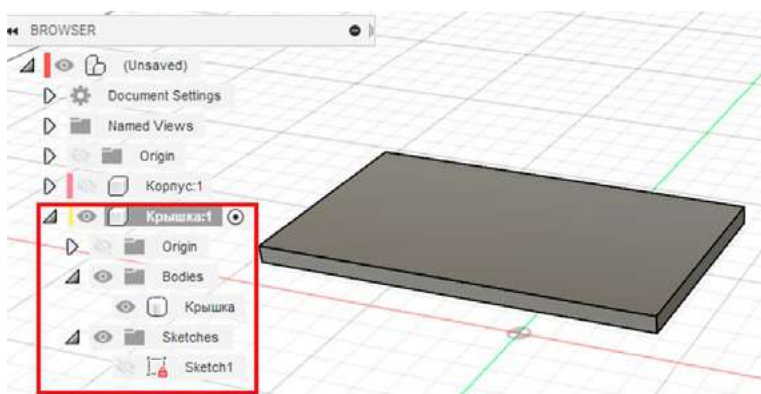 BROWSER
(Unsaved)
Document Settings
Named Views
Origin
Корпус:1
Крышка:1
Origin
Bodies
Крышка
Sketches
Sketch1